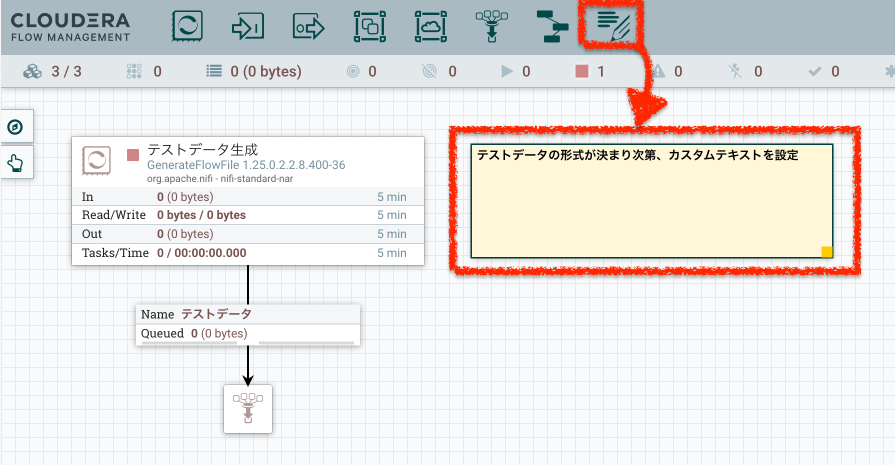 CLOUDERA
FLOW MANAGEMENT
3 / 3
0
0 (0 bytes)
0
0
0
1
0
0
0
テストデータ生成
GenerateFlowFile 1.25.0.2.2.8.400-36
org.apache.nifi - nifi-standard-nar
In 0 (0 bytes) 5 min
Read/Write 0 bytes / 0 bytes 5 min
Out 0 (0 bytes) 5 min
Tasks/Time 0 / 00:00:00.000 5 min
テストデータの形式が決まり次第、カスタムテキストを設定
Name テストデータ
Queued 0 (0 bytes)